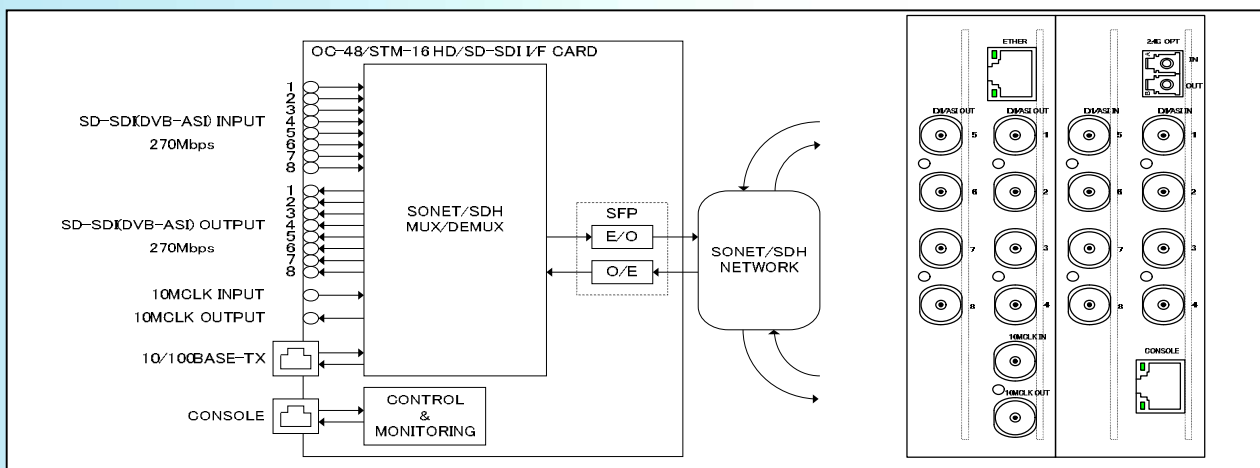 OC-48/STM-16 HD/SD-SDI I/F CARD
1
2
3
4
5
6
7
8
SD-SDI(DVB-ASI) INPUT
270Mbps
1
2
3
4
5
6
7
8
SD-SDI(DVB-ASI) OUTPUT
270Mbps
10MCLK INPUT
10MCLK OUTPUT
10/100BASE-TX
CONSOLE
SONET/SDH
MUX/DEMUX
CONTROL
&
MONITORING
SFP
E/O
O/E
SONET/SDH
NETWORK
ETHER
2.4G OPT
IN
OUT
D1/ASI OUT
D1/ASI OUT
D1/ASI IN
D1/ASI IN
5
1
5
1
6
2
6
2
7
3
7
3
8
4
8
4
10MCLK IN
CONSOLE
10MCLK OUT